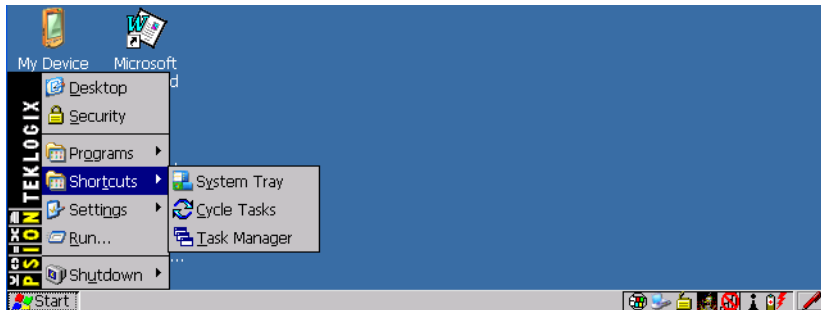 My Device
Microsoft
d
Desktop
Security
Programs
Shortcuts
Settings
Run...
Shutdown
System Tray
Cycle Tasks
Task Manager
...
PSION TEKLOGIX
Start